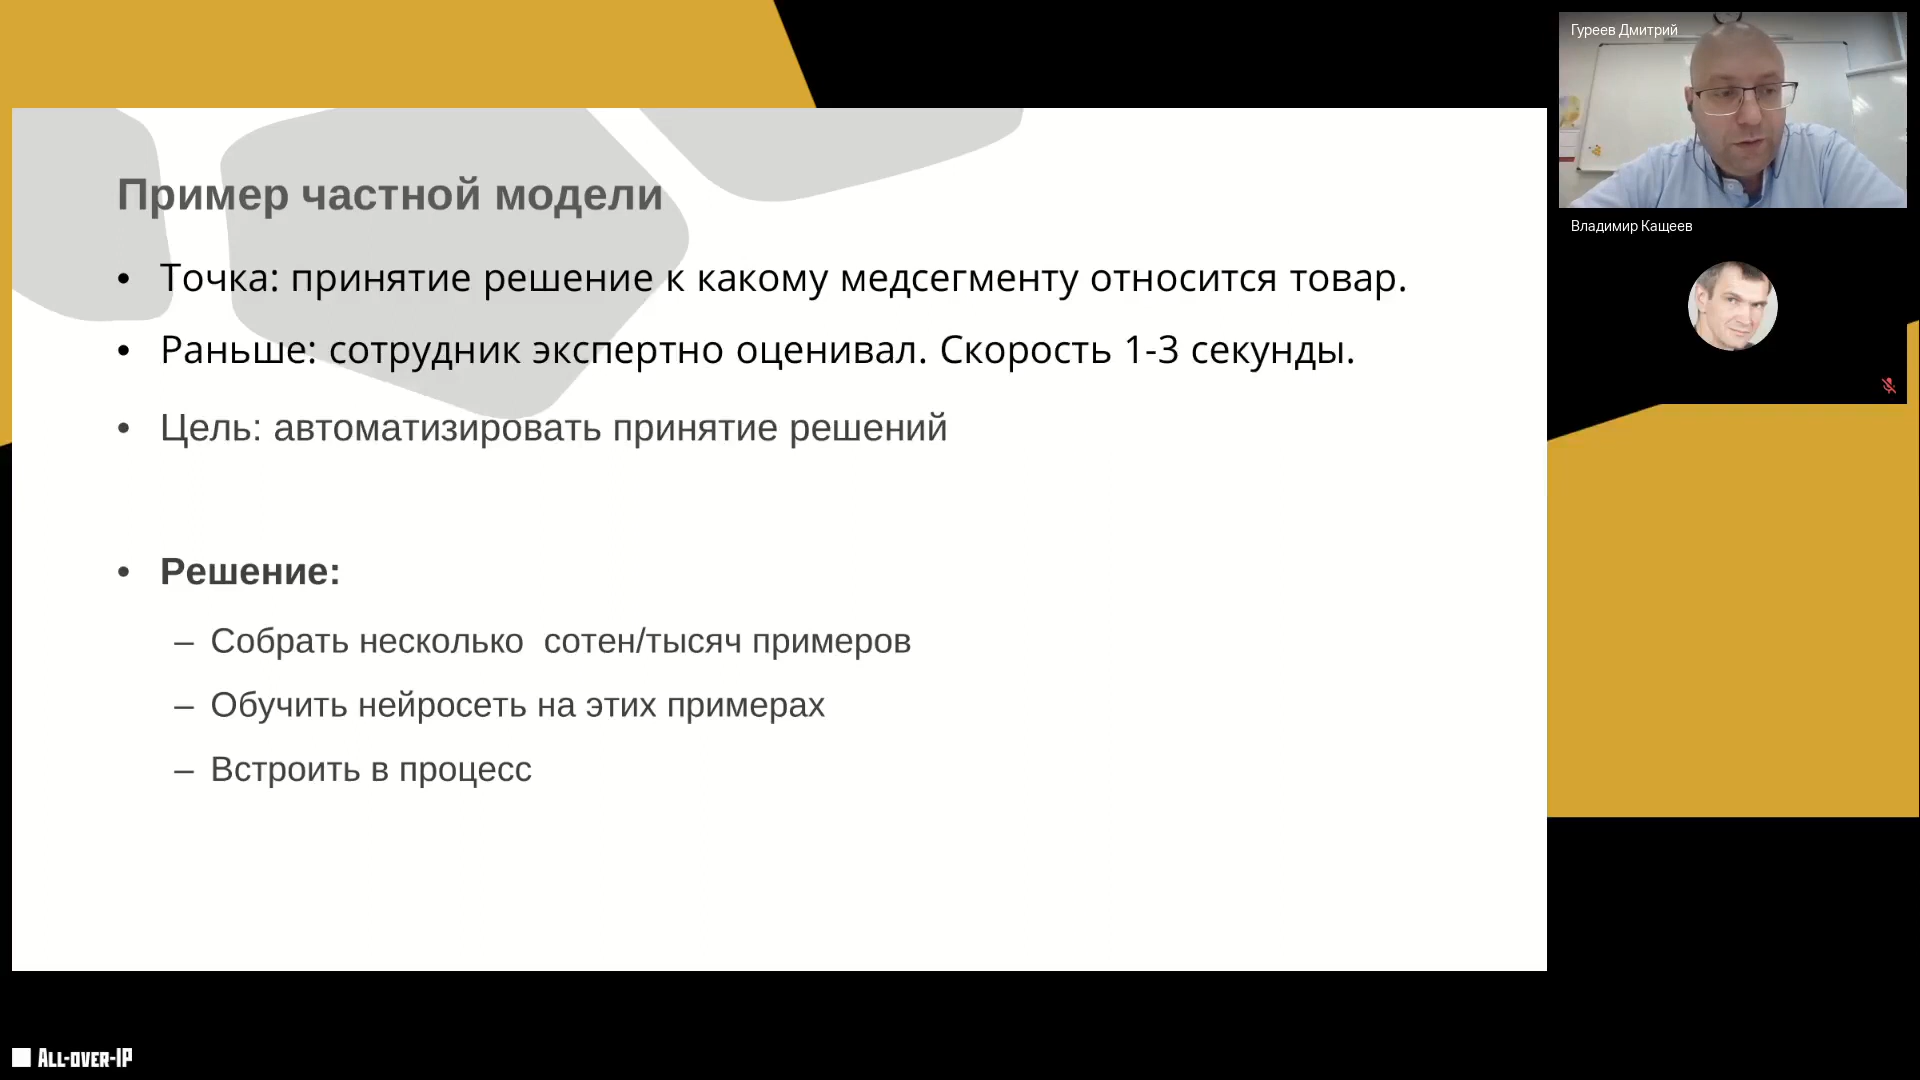 Гуреев Дмитрий
Владимир Кащеев
Пример частной модели
• Точка: принятие решение к какому медсегменту относится товар.
• Раньше: сотрудник экспертно оценивал. Скорость 1-3 секунды.
• Цель: автоматизировать принятие решений
• Решение:
– Собрать несколько  сотен/тысяч примеров
– Обучить нейросеть на этих примерах
– Встроить в процесс
ALL-OVER-IP